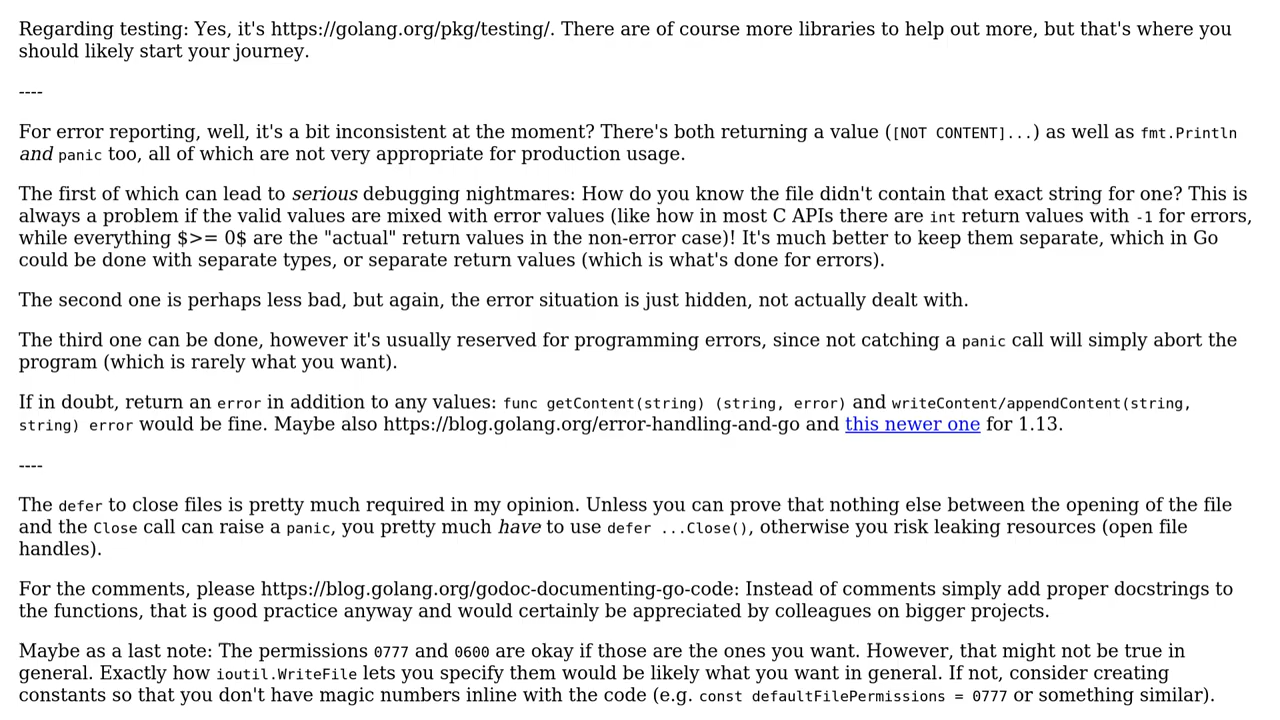 Regarding testing: Yes, it's https://golang.org/pkg/testing/. There are of course more libraries to help out more, but that's where you
should likely start your journey.
----
For error reporting, well, it's a bit inconsistent at the moment? There's both returning a value ([NOT CONTENT]...) as well as fmt.Println
and panic too, all of which are not very appropriate for production usage.
The first of which can lead to serious debugging nightmares: How do you know the file didn't contain that exact string for one? This is
always a problem if the valid values are mixed with error values (like how in most C APIs there are int return values with -1 for errors,
while everything $>= 0$ are the "actual" return values in the non-error case)! It's much better to keep them separate, which in Go
could be done with separate types, or separate return values (which is what's done for errors).
The second one is perhaps less bad, but again, the error situation is just hidden, not actually dealt with.
The third one can be done, however it's usually reserved for programming errors, since not catching a panic call will simply abort the
program (which is rarely what you want).
If in doubt, return an error in addition to any values: func getContent(string) (string, error) and writeContent/appendContent(string,
string) error would be fine. Maybe also https://blog.golang.org/error-handling-and-go and this newer one for 1.13.
----
The defer to close files is pretty much required in my opinion. Unless you can prove that nothing else between the opening of the file
and the Close call can raise a panic, you pretty much have to use defer ...Close(), otherwise you risk leaking resources (open file
handles).
For the comments, please https://blog.golang.org/godoc-documenting-go-code: Instead of comments simply add proper docstrings to
the functions, that is good practice anyway and would certainly be appreciated by colleagues on bigger projects.
Maybe as a last note: The permissions 0777 and 0600 are okay if those are the ones you want. However, that might not be true in
general. Exactly how ioutil.WriteFile lets you specify them would be likely what you want in general. If not, consider creating
constants so that you don't have magic numbers inline with the code (e.g. const defaultFilePermissions = 0777 or something similar).